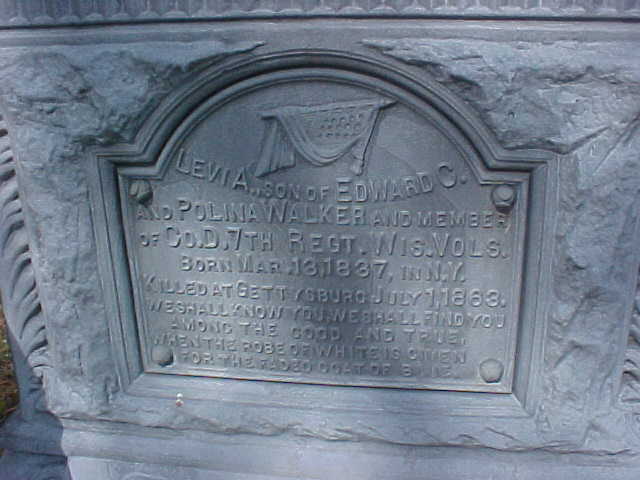 LEVI A., SON OF EDWARD C.
AND POLINA WALKER AND MEMBER
OF CO. D, 7TH REGT. WIS. VOLS.
BORN MAR. 13, 1837, IN N.Y.
KILLED AT GETTYSBURG JULY 1, 1863.
WE SHALL KNOW YOU, WE SHALL FIND YOU
AMONG THE GOOD AND TRUE,
WHEN THE ROBE OF WHITE IS GIVEN
FOR THE FADED COAT OF BLUE.